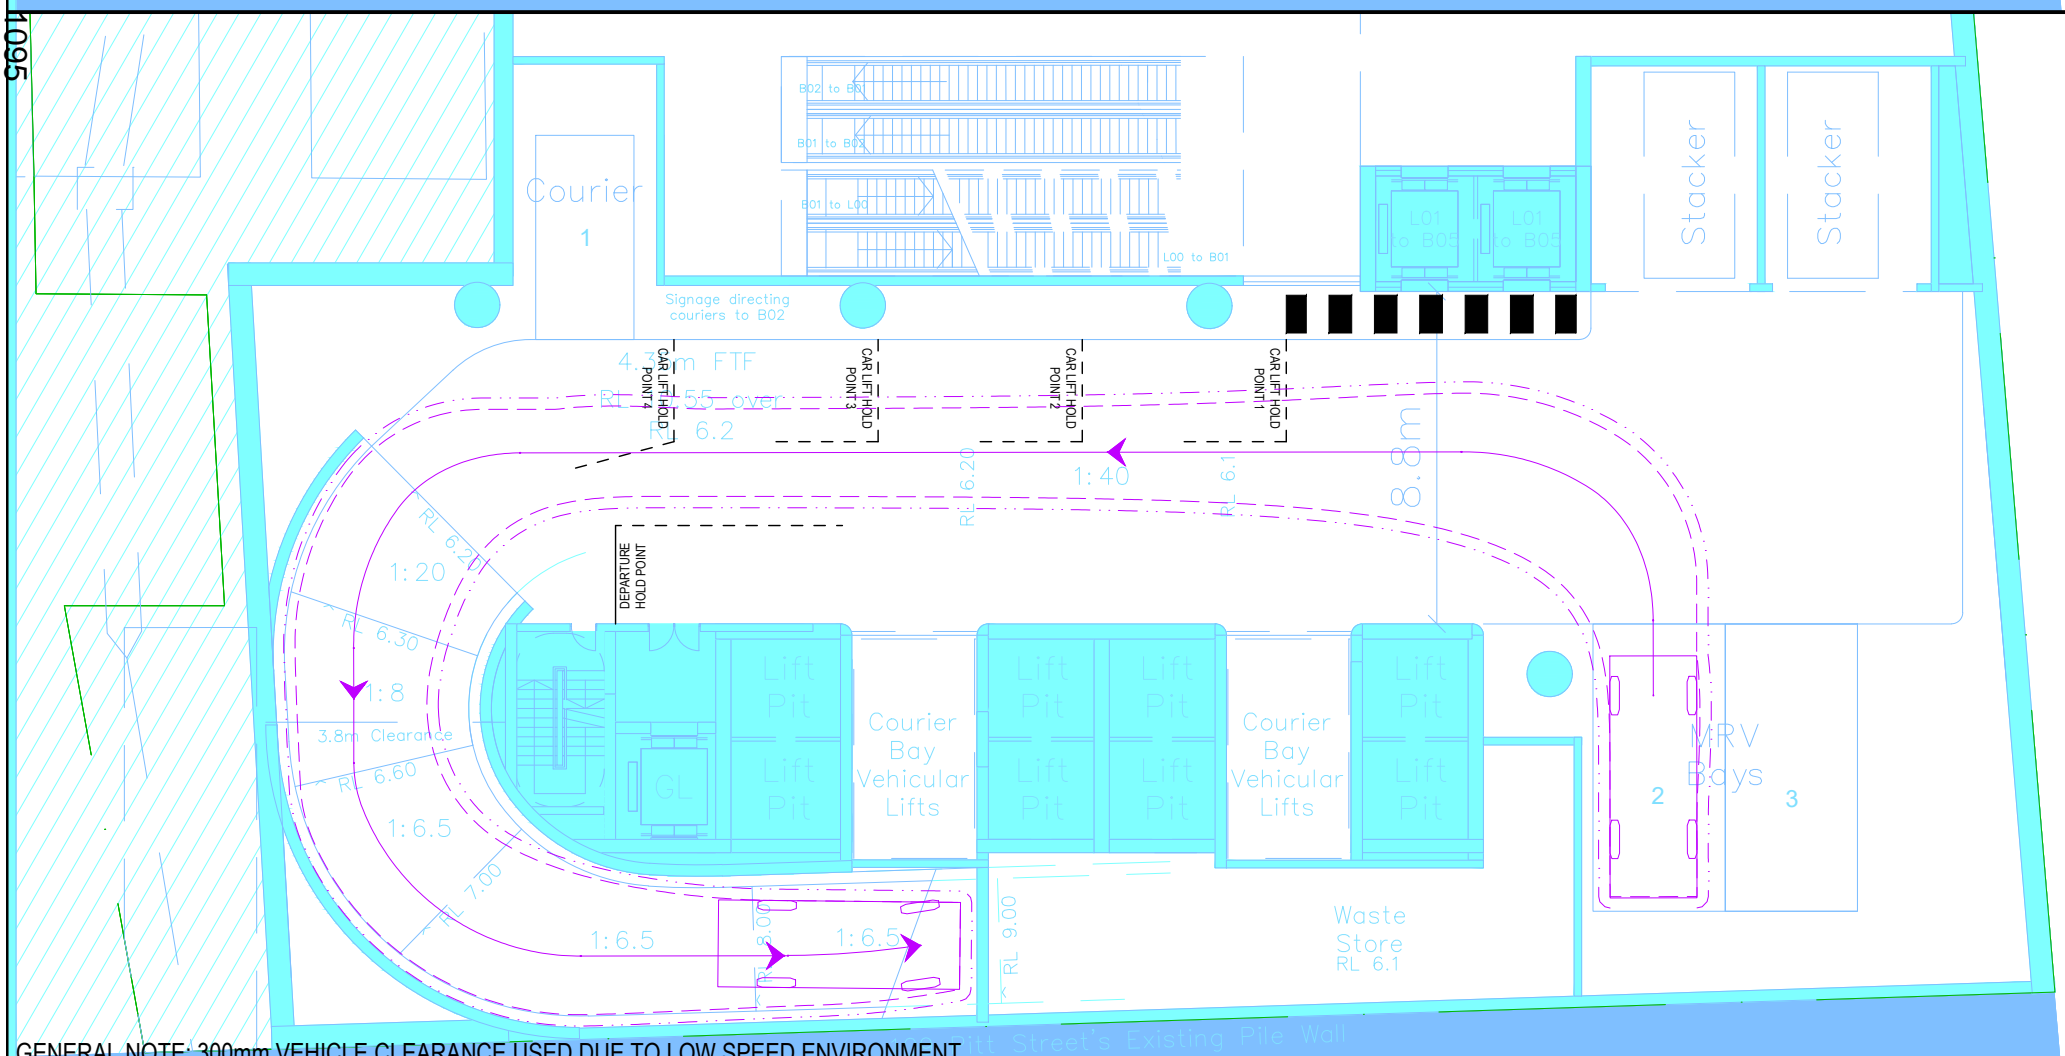 1095
B02 to B01
B01 to B02
B01 to L00
L00 to B01
Courier
1
L01
to B05
L01
to B05
Stacker
Stacker
Signage directing
couriers to B02
RL 6.2
CAR LIFT HOLD
POINT 4
CAR LIFT HOLD
POINT 3
CAR LIFT HOLD
POINT 2
CAR LIFT HOLD
POINT 1
RL 6.20
1:40
RL 6.1
8.8m
RL 6.25
1:20
DEPARTURE
HOLD POINT
RL 6.30
1:8
3.8m Clearance
RL 6.60
1:6.5
RL 7.00
GL
Lift
Pit
Lift
Pit
Courier
Bay
Vehicular
Lifts
Lift
Pit
Lift
Pit
Lift
Pit
Lift
Pit
Courier
Bay
Vehicular
Lifts
Lift
Pit
Lift
Pit
MRV
Bays
2
3
1:6.5
RL 8.00
1:6.5
RL 9.00
Waste
Store
RL 6.1
Pitt Street's Existing Pile Wall
GENERAL NOTE: 300mm VEHICLE CLEARANCE USED DUE TO LOW SPEED ENVIRONMENT